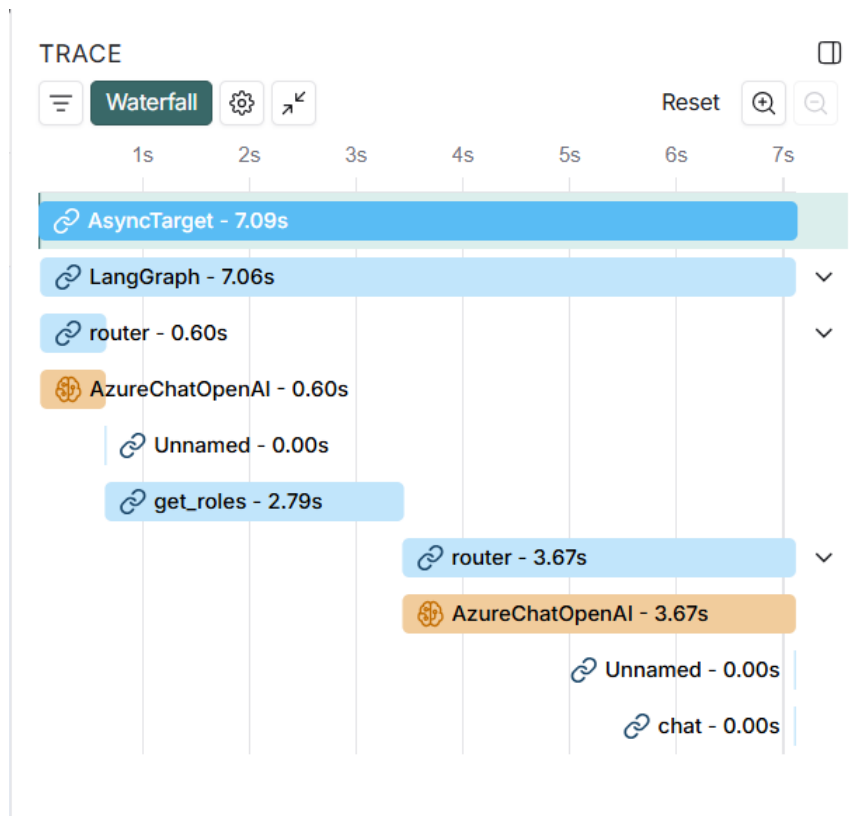 TRACE
Waterfall Reset
1s 2s 3s 4s 5s 6s 7s
AsyncTarget - 7.09s
LangGraph - 7.06s
router - 0.60s
AzureChatOpenAI - 0.60s
Unnamed - 0.00s
get_roles - 2.79s
router - 3.67s
AzureChatOpenAI - 3.67s
Unnamed - 0.00s
chat - 0.00s